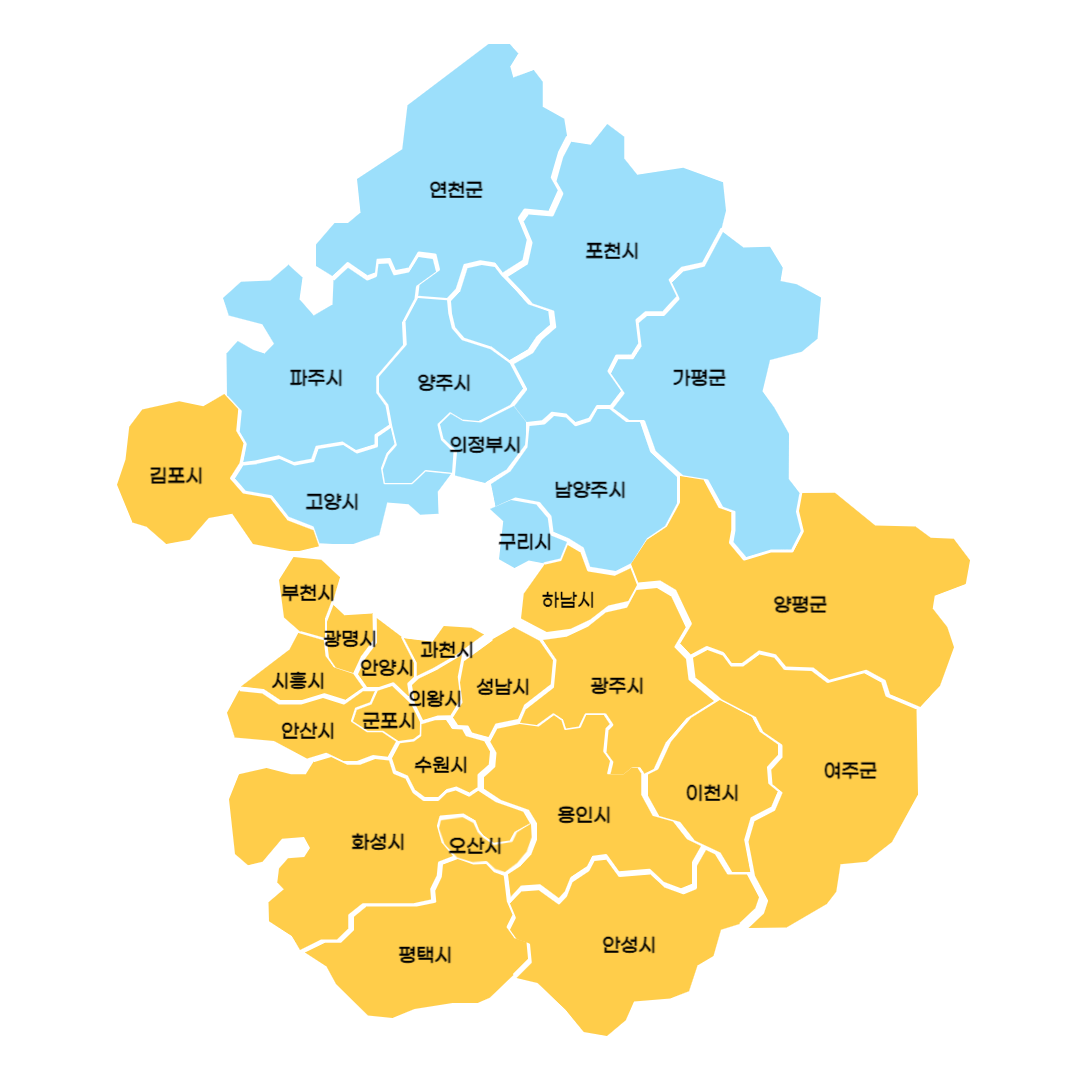 연천군
포천시
파주시
양주시
가평군
의정부시
김포시
고양시
남양주시
구리시
부천시
하남시
양평군
광명시
과천시
안양시
시흥시
성남시
광주시
의왕시
군포시
안산시
수원시
여주군
이천시
용인시
화성시
오산시
안성시
평택시